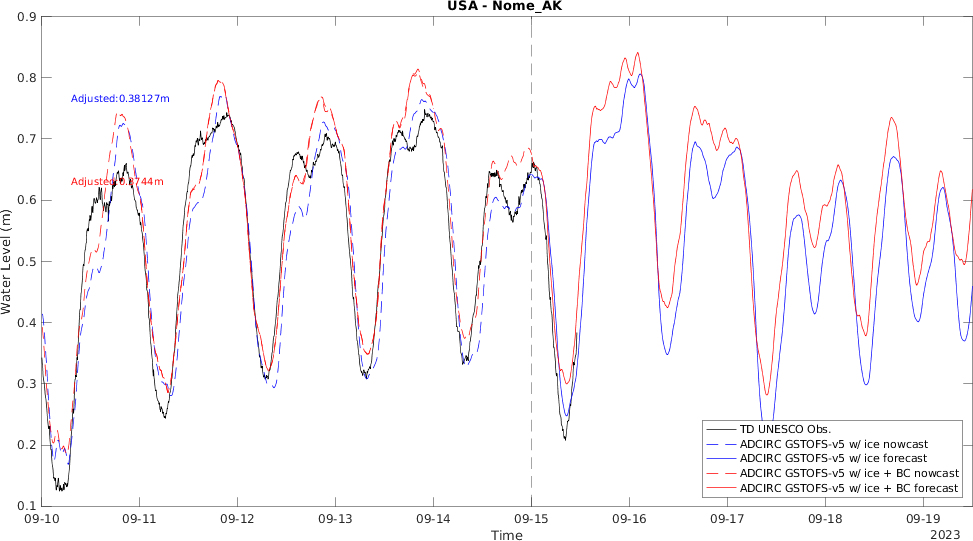 USA - Nome_AK
0.9
0.8
0.7
0.6
0.5
0.4
0.3
0.2
0.1
Water Level (m)
Adjusted:0.38127m
Adjusted:
TD UNESCO Obs.
ADCIRC GSTOFS-v5 w/ ice nowcast
ADCIRC GSTOFS-v5 w/ ice forecast
ADCIRC GSTOFS-v5 w/ ice + BC nowcast
ADCIRC GSTOFS-v5 w/ ice + BC forecast
09-10 09-11 09-12 09-13 09-14 09-15 09-16 09-17 09-18 09-19
Time
2023